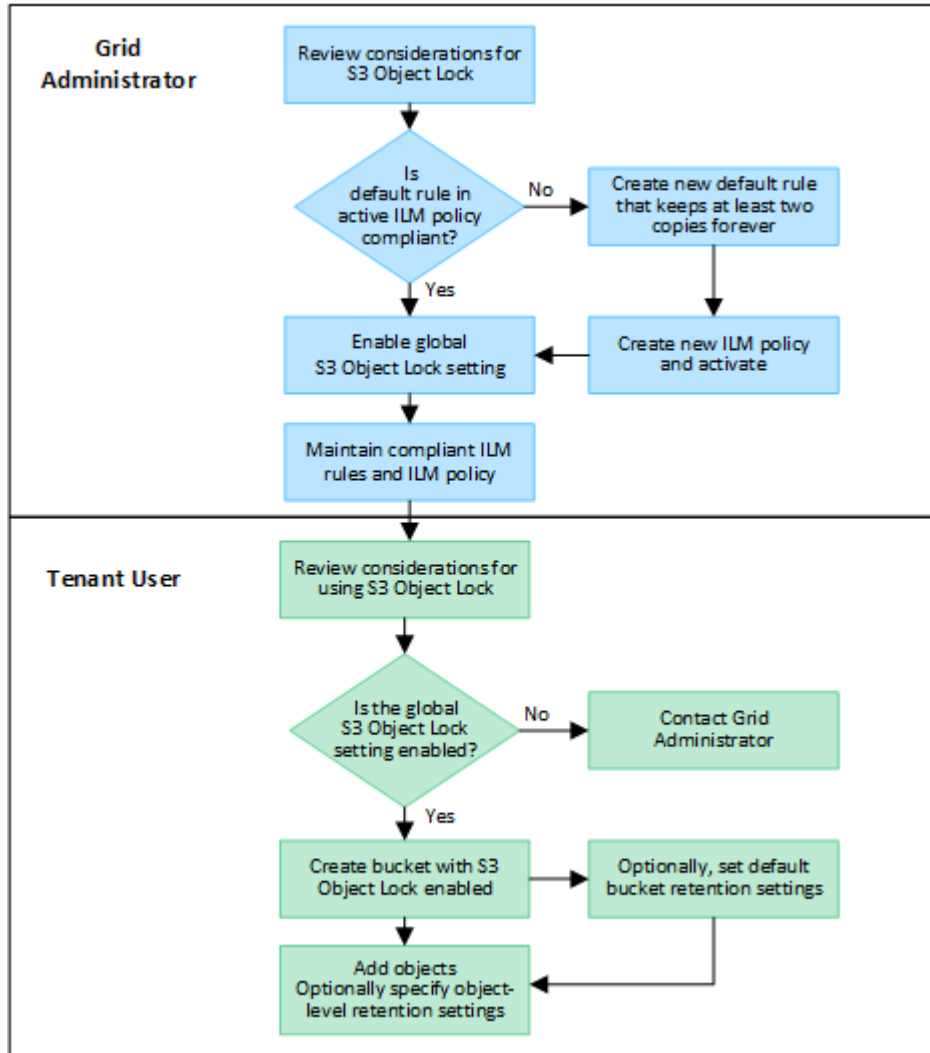 Grid
Administrator
Review considerations for
S3 Object Lock
Is
default rule in
active ILM policy
compliant?
No
Create new default rule
that keeps at least two
copies forever
Yes
Enable global
S3 Object Lock setting
Create new ILM policy
and activate
Maintain compliant ILM
rules and ILM policy
Tenant User
Review considerations for
using S3 Object Lock
Is the global
S3 Object Lock
setting enabled?
No
Contact Grid
Administrator
Yes
Create bucket with S3
Object Lock enabled
Optionally, set default
bucket retention settings
Add objects
Optionally specify object-
level retention settings